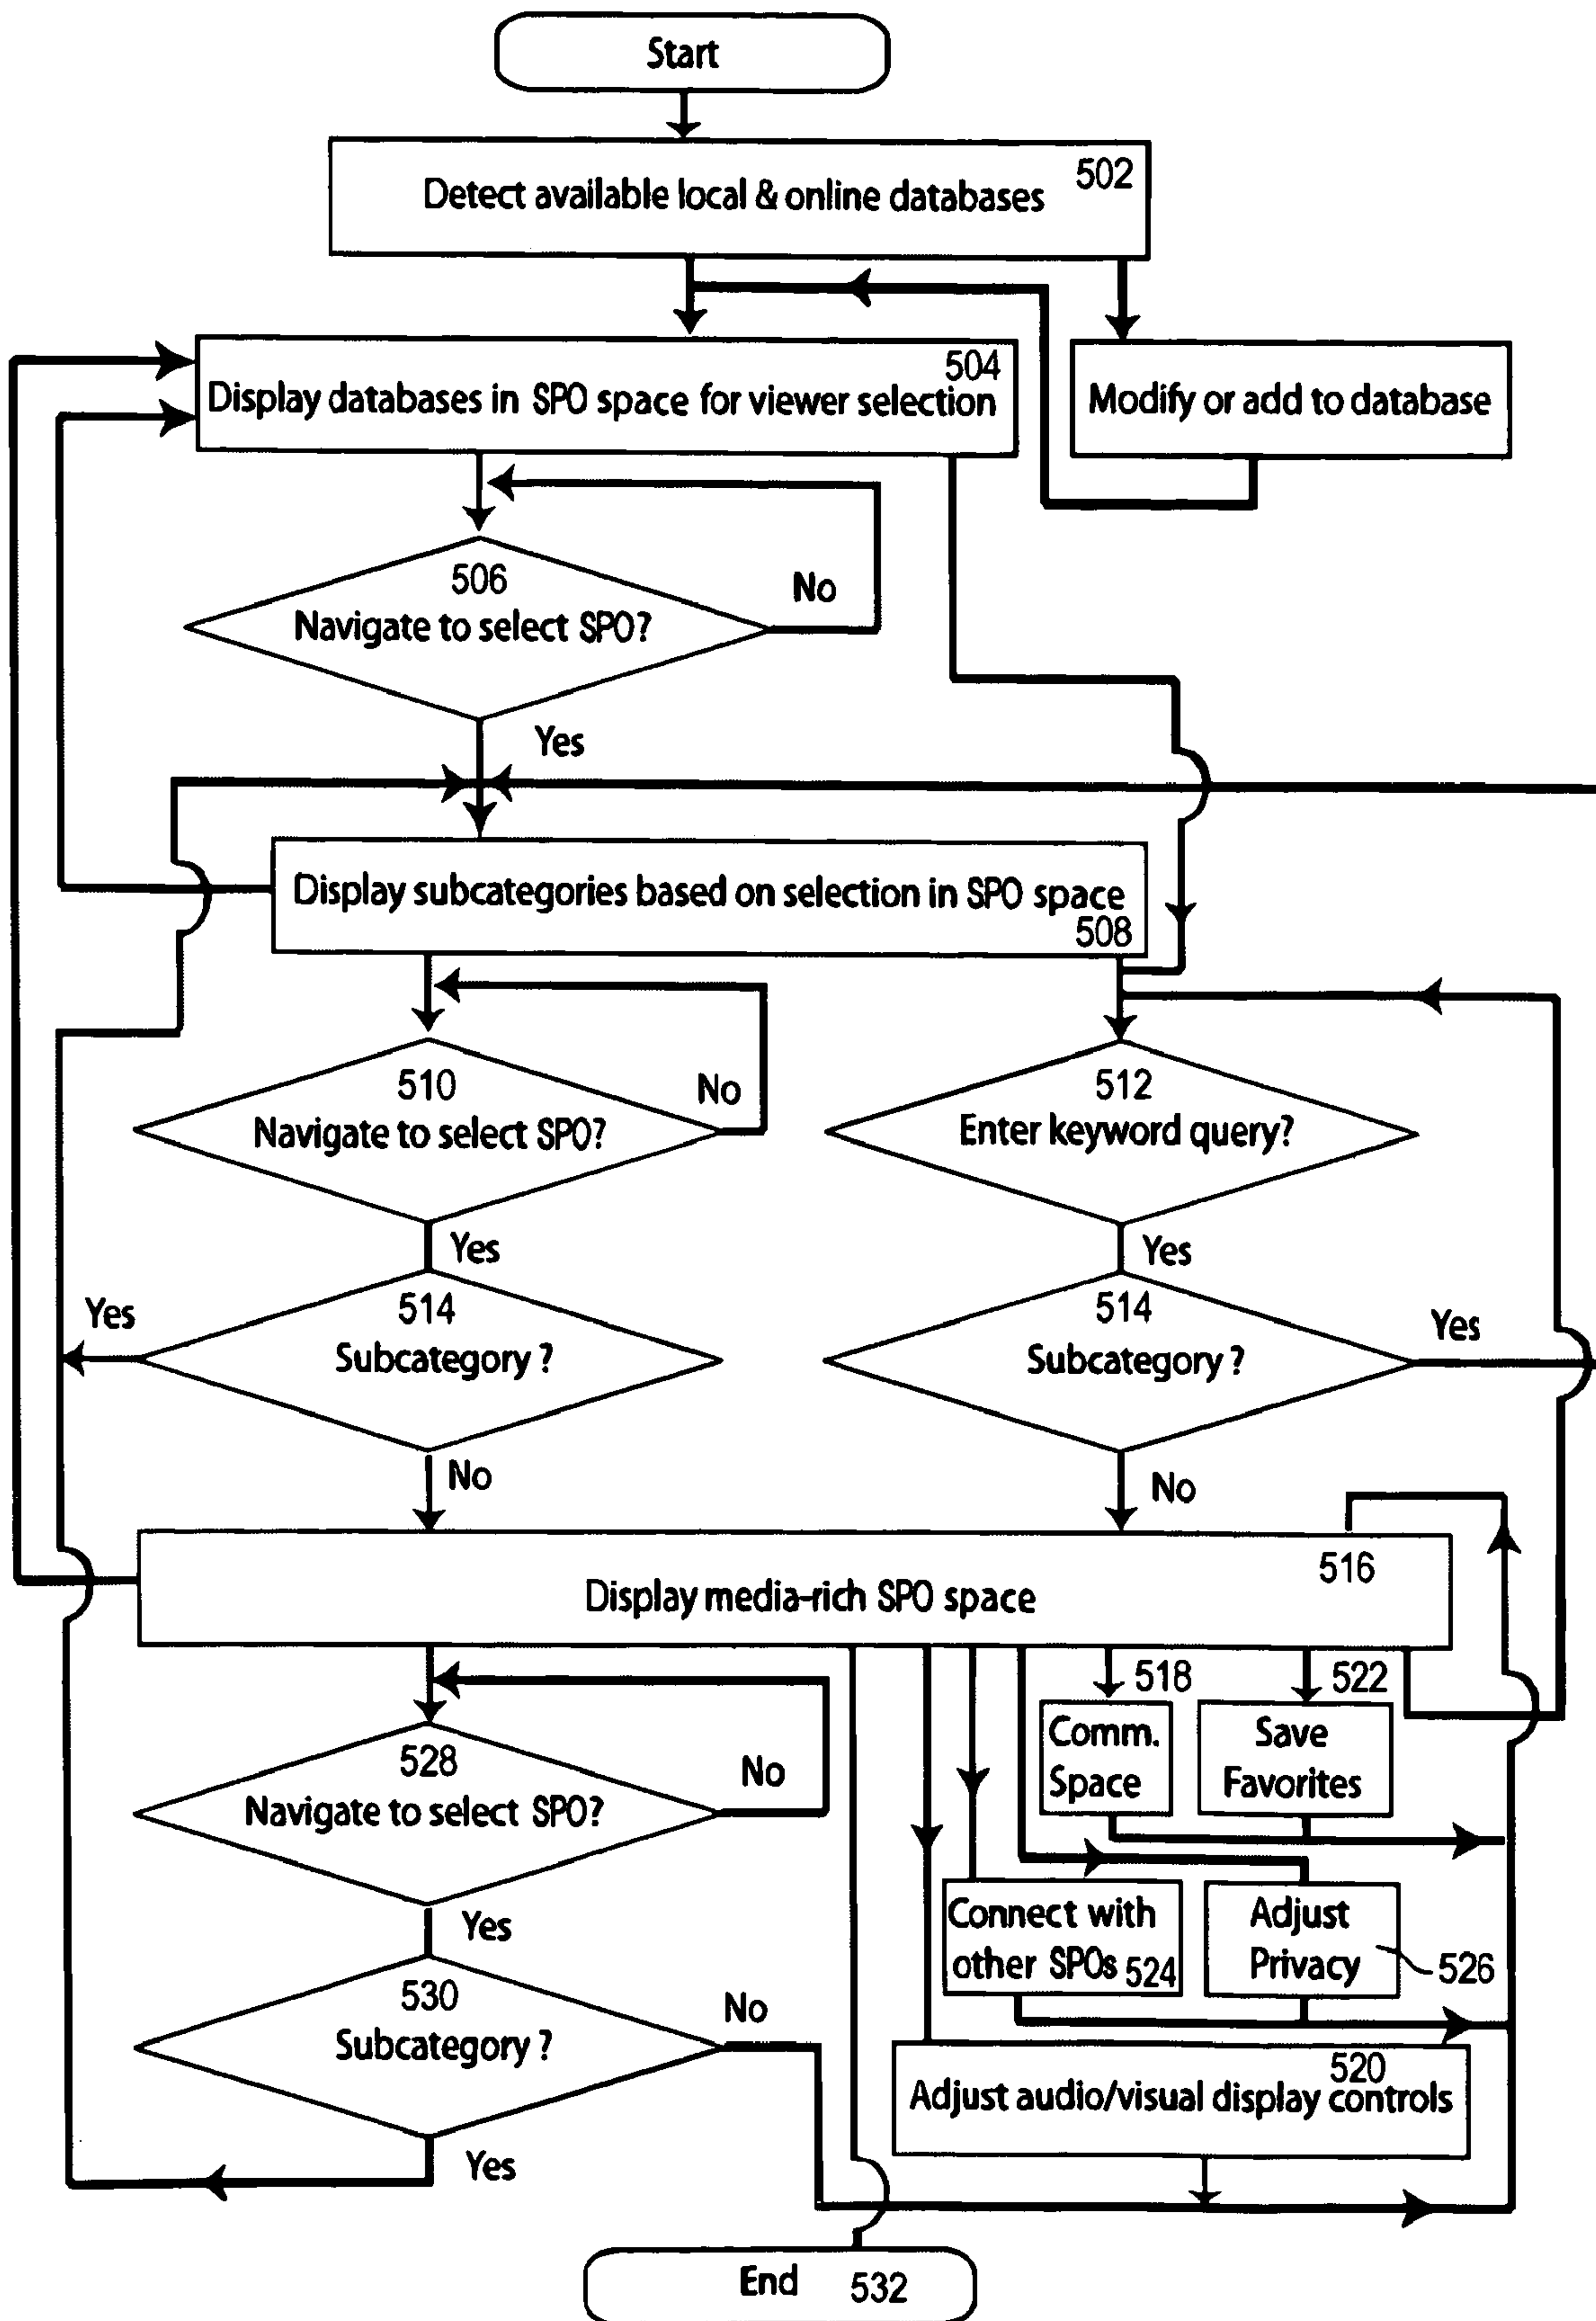 Start
502
Detect available local & online databases
504
Display databases in SPO space for viewer selection
Modify or add to database
506
Navigate to select SPO?
No
Yes
Display subcategories based on selection in SPO space
508
510
Navigate to select SPO?
No
512
Enter keyword query?
Yes
Yes
Yes
514
Subcategory ?
514
Subcategory ?
Yes
No
No
516
Display media-rich SPO space
518
522
Comm.
Space
Save
Favorites
528
Navigate to select SPO?
No
Yes
Connect with
other SPOs 524
Adjust
Privacy
526
530
Subcategory ?
No
Yes
520
Adjust audio/visual display controls
End 532